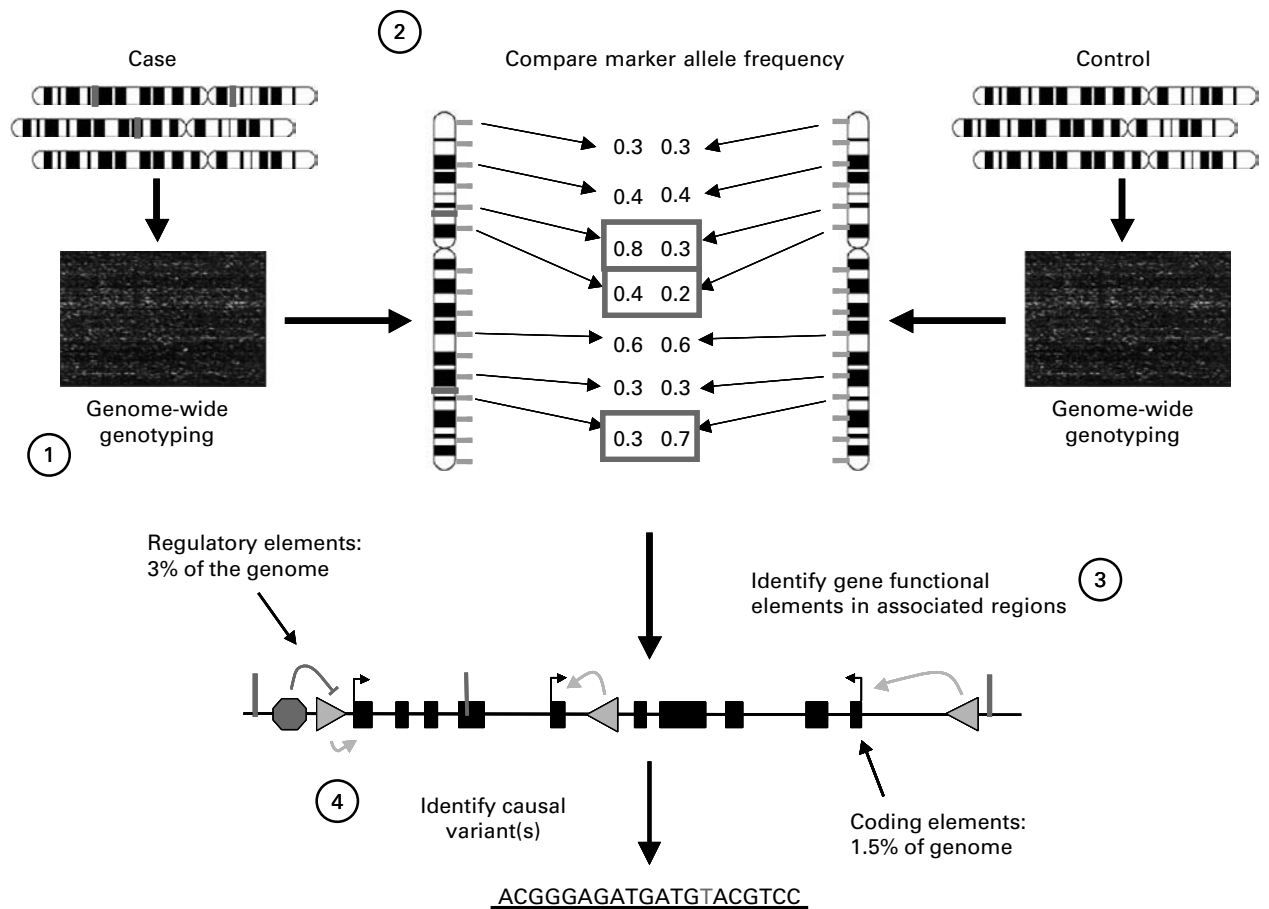 2
Case
Compare marker allele frequency
Control
0.3 0.3
0.4 0.4
0.8 0.3
0.4 0.2
0.6 0.6
0.3 0.3
0.3 0.7
Genome-wide
genotyping
1
Genome-wide
genotyping
Regulatory elements:
3% of the genome
Identify gene functional
elements in associated regions
3
4
Identify causal
variant(s)
Coding elements:
1.5% of genome
ACGGGAGATGATGTACGTCC